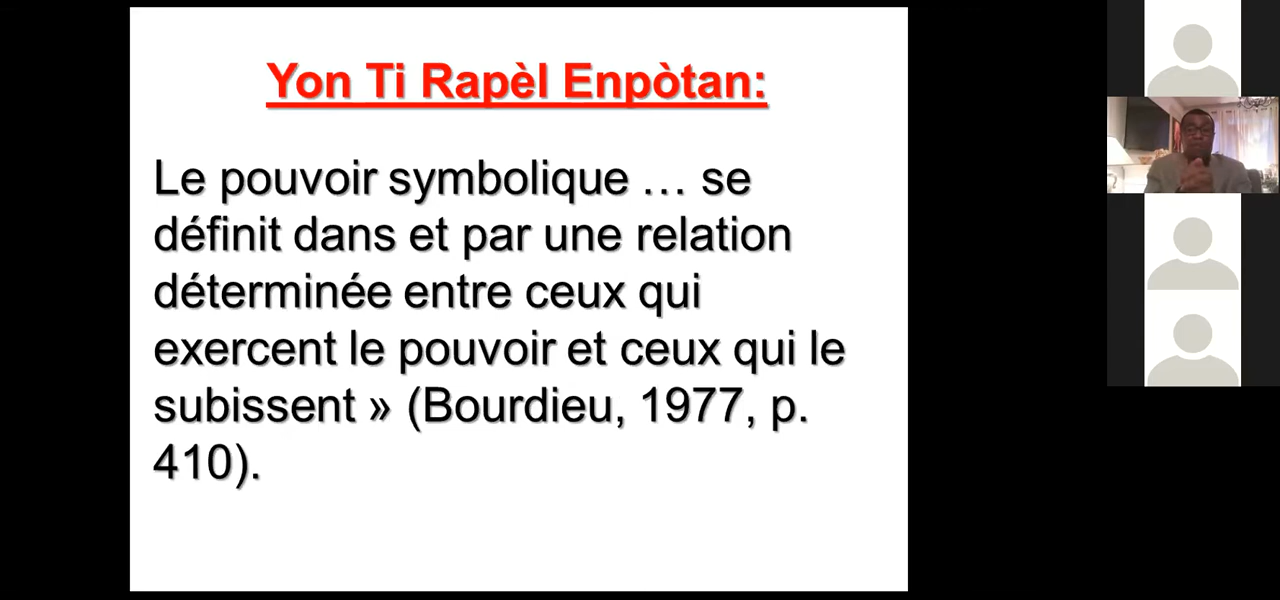 Yon Ti Rapèl Enpòtan:
Le pouvoir symbolique … se
définit dans et par une relation
déterminée entre ceux qui
exercent le pouvoir et ceux qui le
subissent » (Bourdieu, 1977, p.
410).